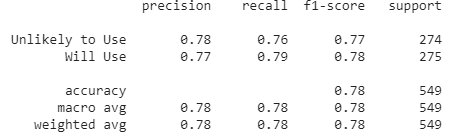 precision recall f1-score support
Unlikely to Use 0.78 0.76 0.77 274
Will Use 0.77 0.79 0.78 275
accuracy 0.78 549
macro avg 0.78 0.78 0.78 549
weighted avg 0.78 0.78 0.78 549